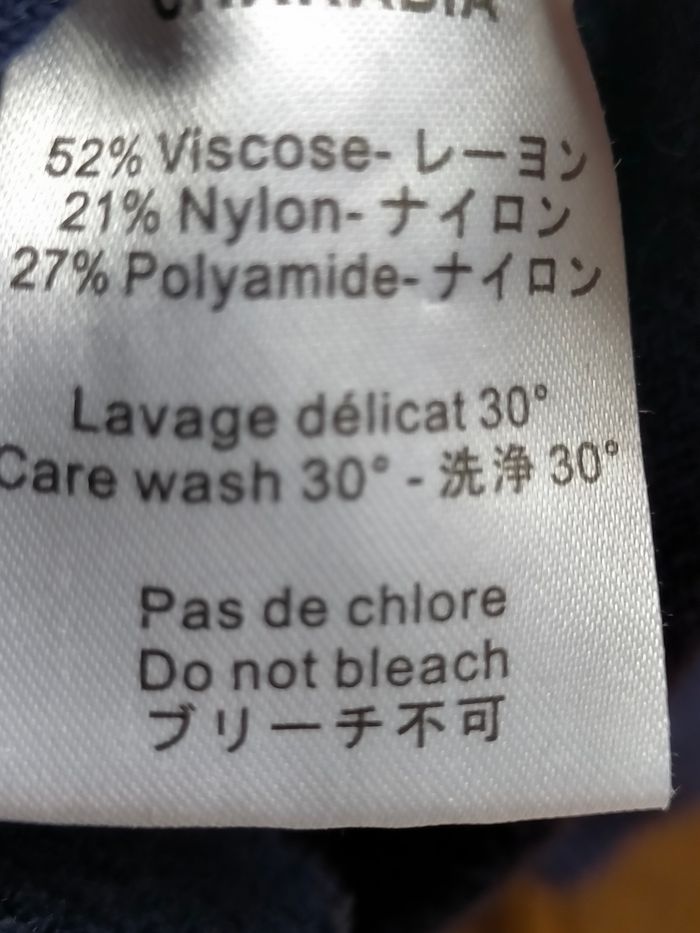 52% Viscose- レーヨン
21% Nylon- ナイロン
27% Polyamide- ナイロン
Lavage délicat 30°
Care wash 30° - 洗浄 30°
Pas de chlore
Do not bleach
ブリーチ不可